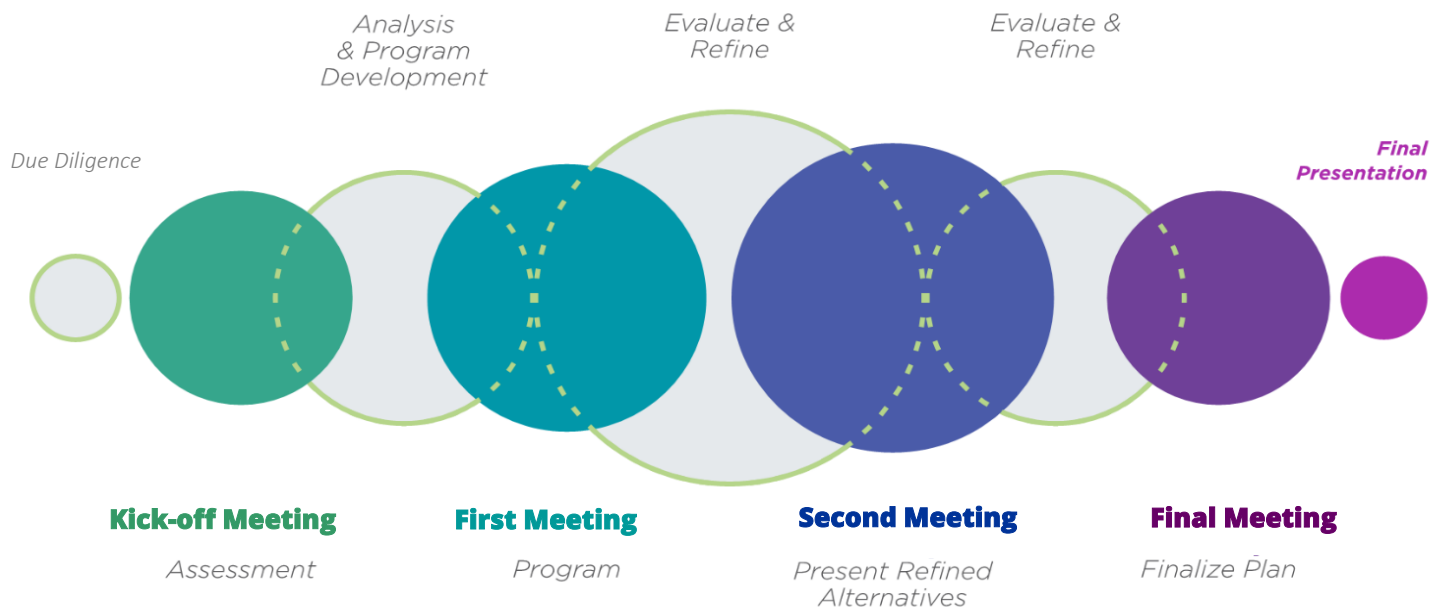 Analysis
& Program
Development
Evaluate &
Refine
Evaluate &
Refine
Due Diligence
Final
Presentation
Kick-off Meeting
Assessment
First Meeting
Program
Second Meeting
Present Refined
Alternatives
Final Meeting
Finalize Plan